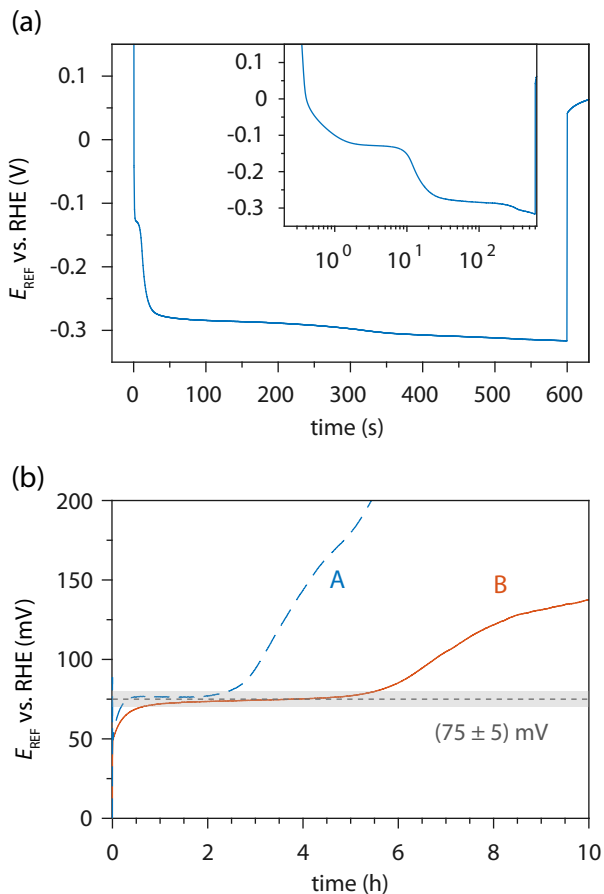 (a)
E_REF vs. RHE (V)
0.1
0
-0.1
-0.2
-0.3
0.1
0
-0.1
-0.2
-0.3
10^0 10^1 10^2
0 100 200 300 400 500 600
time (s)
(b)
E_REF vs. RHE (mV)
200
150
100
50
0
A
B
(75 ± 5) mV
0 2 4 6 8 10
time (h)